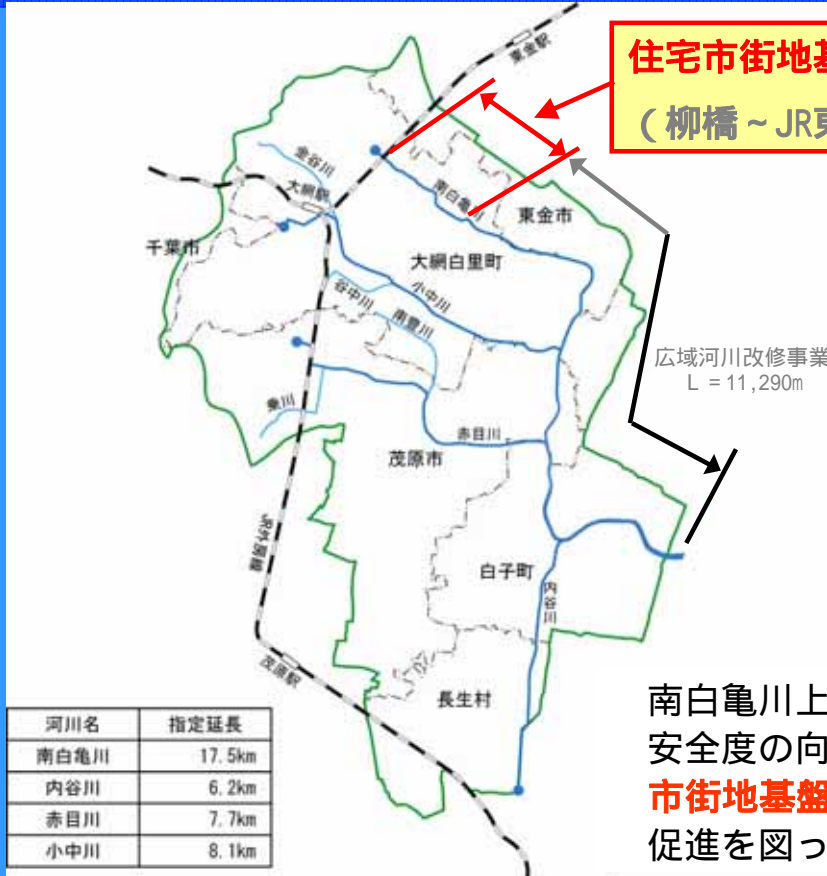 東金駅
住宅市街地基
(柳橋~JR東
金谷川
大網駅
南白亀川
東金市
千葉市
大網白里町
谷中川
小中川
南豊川
広域河川改修事業
L = 11,290m
乗川
赤目川
茂原市
JR外房線
白子町
内谷川
茂原駅
長生村
河川名 指定延長
南白亀川 17.5km
内谷川 6.2km
赤目川 7.7km
小中川 8.1km
南白亀川上
安全度の向
市街地基盤
促進を図っ